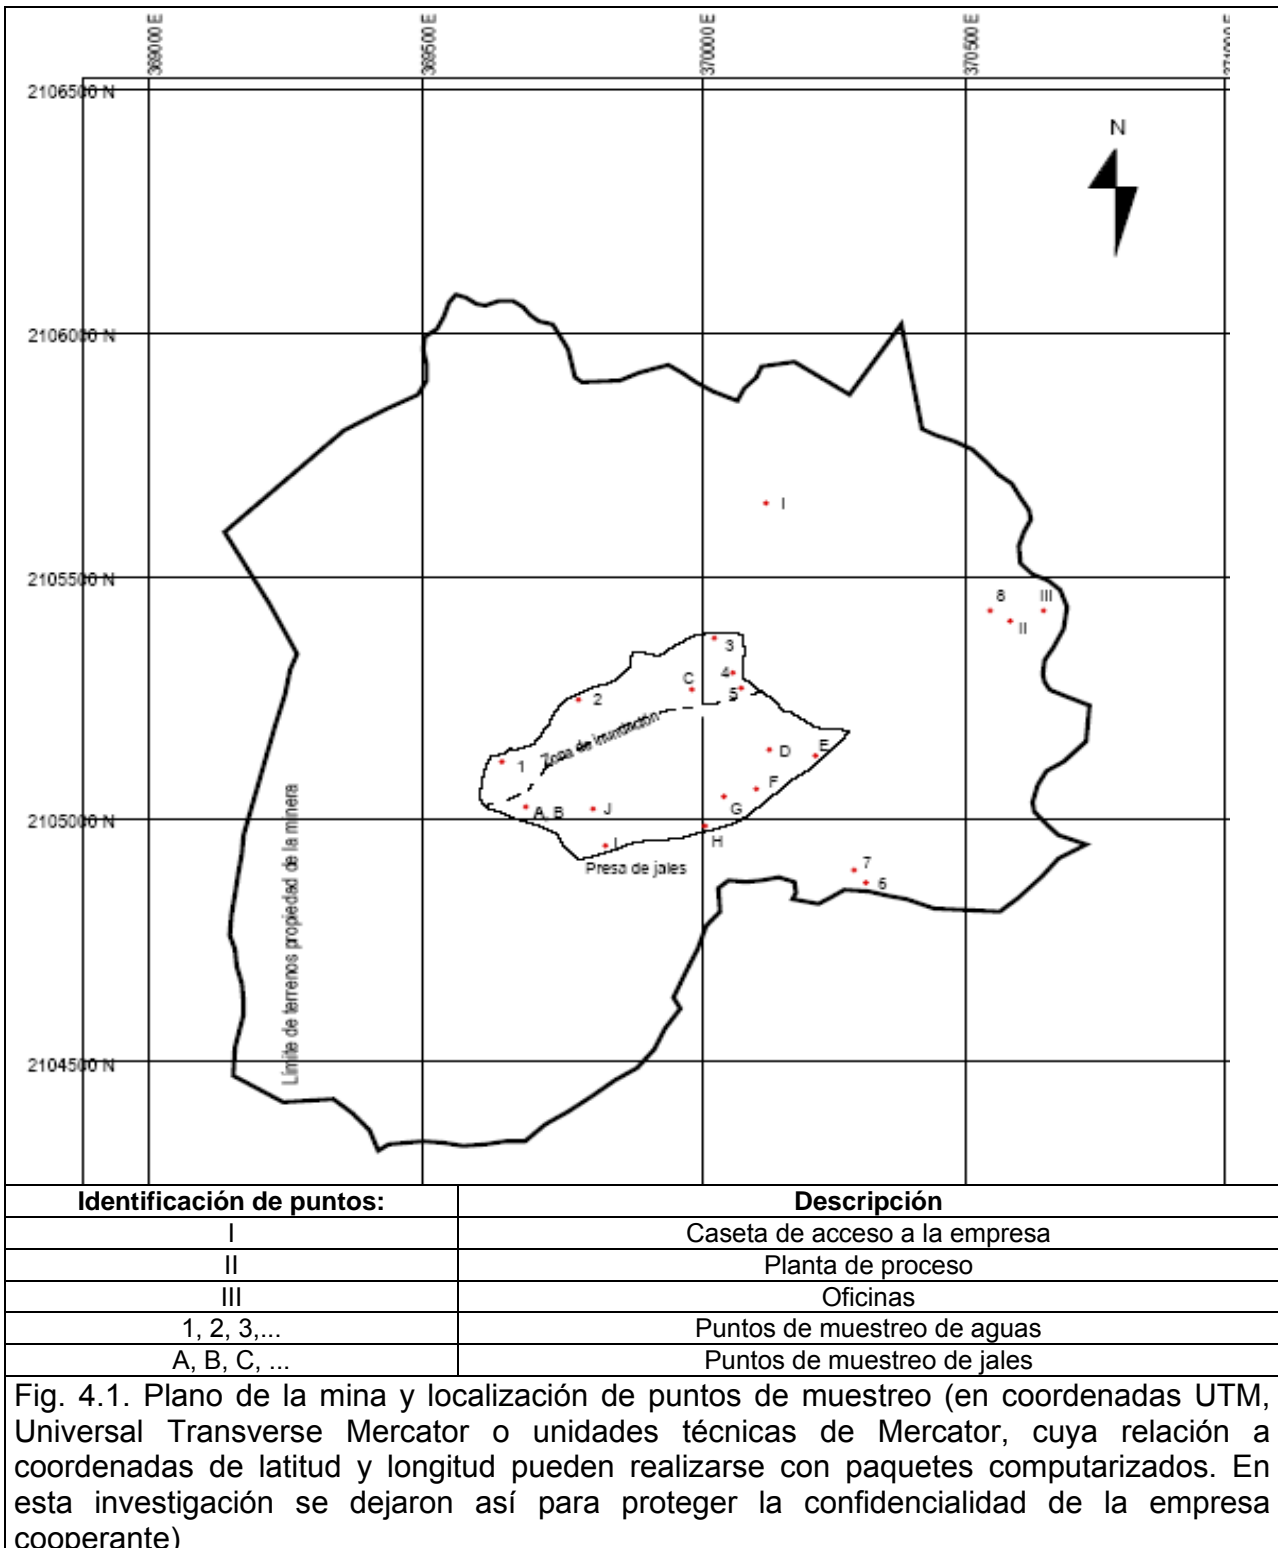 369000 E
369500 E
370000 E
370500 E
371000 E
2106500 N
N
2106000 N
I
2105500 N
8
III
II
3
4
C
5
2
Zona de inundación
D
E
1
F
A, B
J
G
2105000 N
H
I
Presa de jales
7
6
Límite de terrenos propiedad de la minera
2104500 N
Identificación de puntos:
Descripción
I
Caseta de acceso a la empresa
II
Planta de proceso
III
Oficinas
1, 2, 3,...
Puntos de muestreo de aguas
A, B, C, ...
Puntos de muestreo de jales
Fig. 4.1. Plano de la mina y localización de puntos de muestreo (en coordenadas UTM,
Universal Transverse Mercator o unidades técnicas de Mercator, cuya relación a
coordenadas de latitud y longitud pueden realizarse con paquetes computarizados. En
esta investigación se dejaron así para proteger la confidencialidad de la empresa
cooperante)